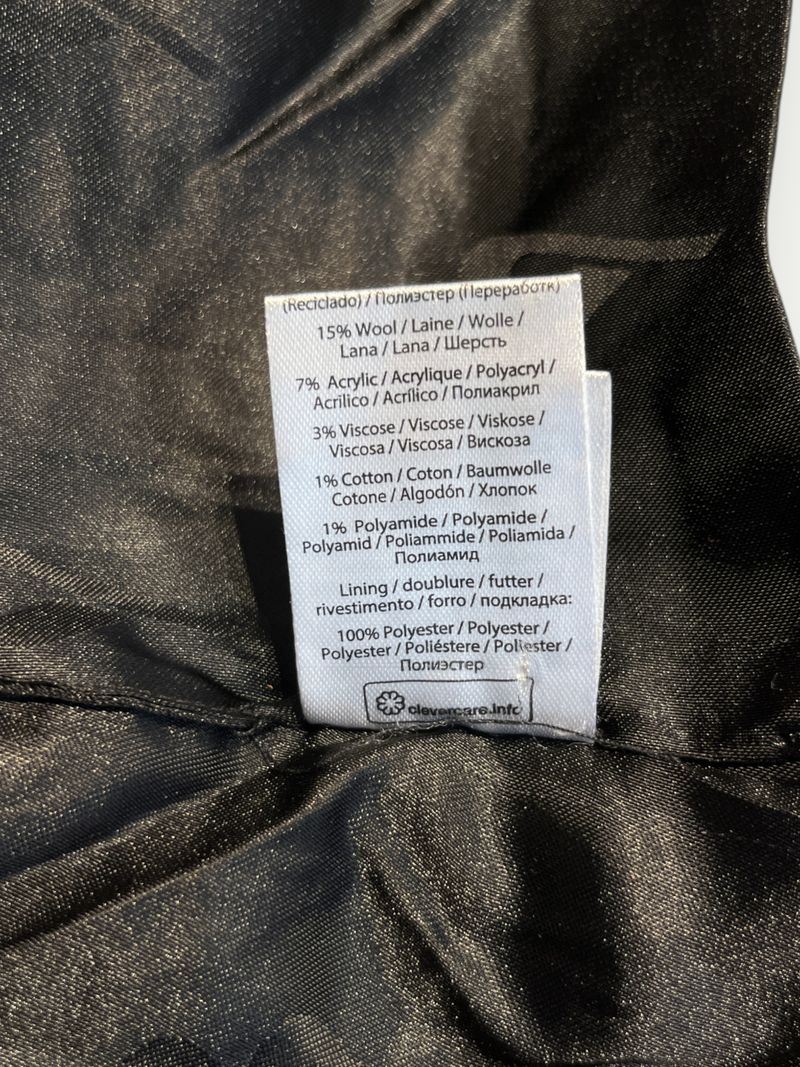 (Reciclado) / Полиэстер (Переработк)
15% Wool / Laine / Wolle /
Lana / Lana / Шерсть
7% Acrylic / Acrylique / Polyacryl /
Acrilico / Acrílico / Полиакрил
3% Viscose / Viscose / Viskose /
Viscosa / Viscosa / Вискоза
1% Cotton / Coton / Baumwolle
Cotone / Algodón / Хлопок
1% Polyamide / Polyamide /
Polyamid / Poliammide / Poliamida /
Полиамид
Lining / doublure / futter /
rivestimento / forro / подкладка:
100% Polyester / Polyester /
Polyester / Poliéstere / Poliester /
Полиэстер
clevercare.info